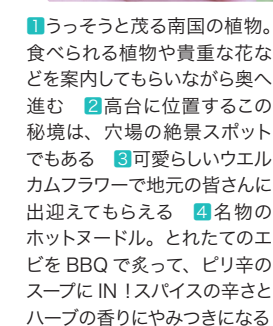 1うっそうと茂る南国の植物。
食べられる植物や貴重な花な
どを案内してもらいながら奥へ
進む 2高台に位置するこの
秘境は、穴場の絶景スポット
でもある 3可愛らしいウエル
カムフラワーで地元の皆さんに
出迎えてもらえる 4名物の
ホットヌードル。とれたてのエ
ビをBBQで炙って、ピリ辛の
スープにIN！スパイスの辛さと
ハーブの香りにやみつきになる